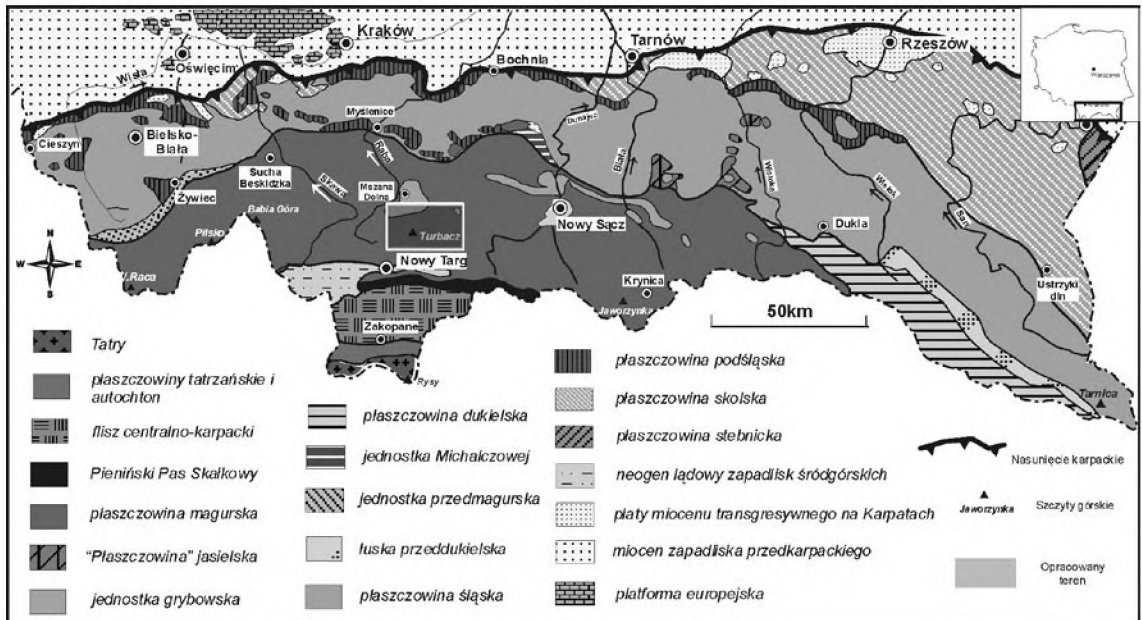 Kraków
Tarnów
Rzeszów
Oświęcim
Bochnia
Wisła
Warszawa
Myślenice
Dunajec
Cieszyn
Bielsko-
Biała
Raba
Biała
Sucha
Beskidzka
Skawa
Mszana
Dolna
Wisłoka
Wisłok
San
Żywiec
Babia Góra
Nowy Sącz
Dukla
Pilsko
Turbacz
N
W
E
S
Nowy Targ
Krynica
Ustrzyki
dln
W.Raca
Jaworzynka
50km
Zakopane
Rysy
Tarnica
Tatry
płaszczowiny tatrzańskie i
autochton
flisz centralno-karpacki
Pieniński Pas Skałkowy
płaszczowina magurska
"Płaszczowina" jasielska
jednostka grybowska
płaszczowina dukielska
jednostka Michalczowej
jednostka przedmagurska
łuska przeddukielska
płaszczowina śląska
płaszczowina podśląska
płaszczowina skolska
płaszczowina stebnicka
neogen lądowy zapadlisk śródgórskich
płaty miocenu transgresywnego na Karpatach
miocen zapadliska przedkarpackiego
platforma europejska
Nasunięcie karpackie
Jaworzynka
Szczyty górskie
Opracowany
teren